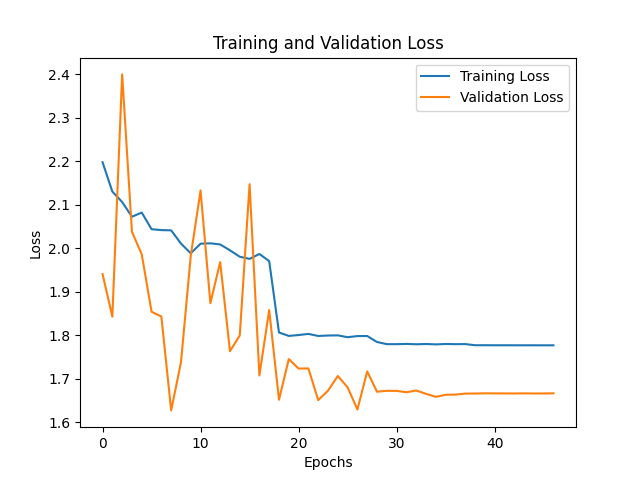 Training and Validation Loss
Training Loss
Validation Loss
2.4
2.3
2.2
2.1
2.0
1.9
1.8
1.7
1.6
Loss
0
10
20
30
40
Epochs